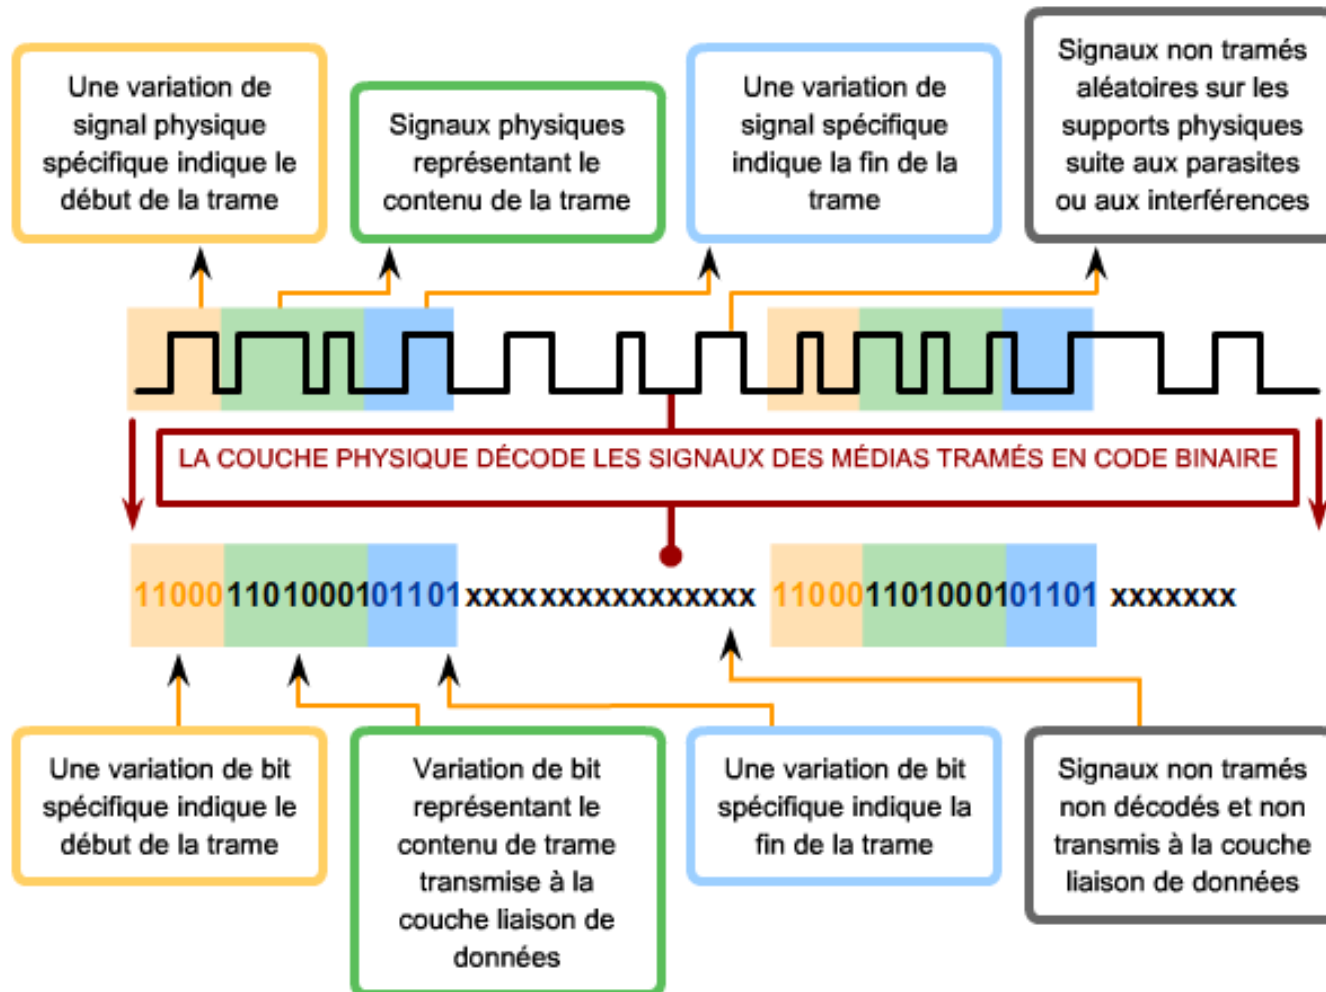 Une variation de
signal physique
spécifique indique le
début de la trame
Signaux physiques
représentant le
contenu de la trame
Une variation de
signal spécifique
indique la fin de la
trame
Signaux non tramés
aléatoires sur les
supports physiques
suite aux parasites
ou aux interférences
LA COUCHE PHYSIQUE DÉCODE LES SIGNAUX DES MÉDIAS TRAMÉS EN CODE BINAIRE
11000110100010 1101xxxxxxxxxxxxxxxx 11000110100010 1101 xxxxxxx
Une variation de bit
spécifique indique le
début de la trame
Variation de bit
représentant le
contenu de trame
transmise à la
couche liaison de
données
Une variation de bit
spécifique indique la
fin de la trame
Signaux non tramés
non décodés et non
transmis à la couche
liaison de données